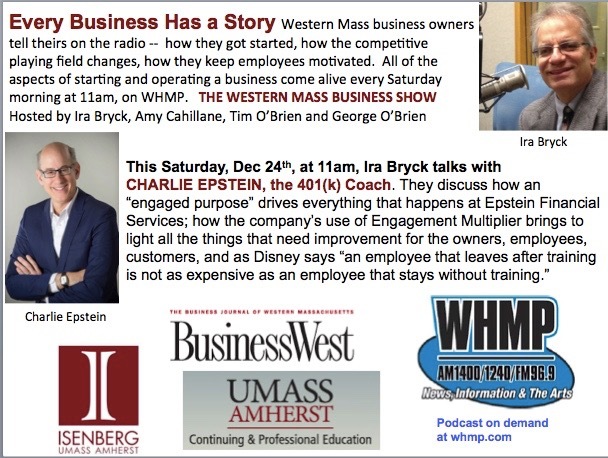 Every Business Has a Story Western Mass business owners
tell theirs on the radio -- how they got started, how the competitive
playing field changes, how they keep employees motivated. All of the
aspects of starting and operating a business come alive every Saturday
morning at 11am, on WHMP. THE WESTERN MASS BUSINESS SHOW
Hosted by Ira Bryck, Amy Cahillane, Tim O’Brien and George O’Brien
Ira Bryck
This Saturday, Dec 24th, at 11am, Ira Bryck talks with
CHARLIE EPSTEIN, the 401(k) Coach. They discuss how an
“engaged purpose” drives everything that happens at Epstein Financial
Services; how the company’s use of Engagement Multiplier brings to
light all the things that need improvement for the owners, employees,
customers, and as Disney says “an employee that leaves after training
is not as expensive as an employee that stays without training.”
Charlie Epstein
THE BUSINESS JOURNAL OF WESTERN MASSACHUSETTS
BusinessWest
I
ISENBERG
UMASS AMHERST
UMASS
AMHERST
Continuing & Professional Education
WHMP
AM1400/1240/FM96.9
News, Information & The Arts
Podcast on demand
at whmp.com